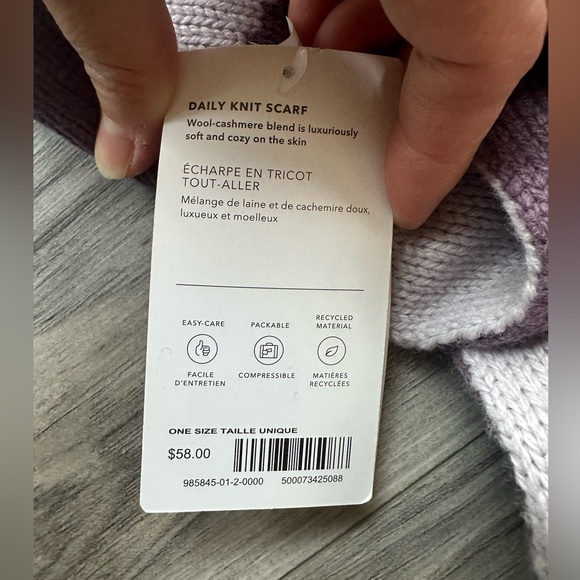 DAILY KNIT SCARF
Wool-cashmere blend is luxuriously
soft and cozy on the skin
ÉCHARPE EN TRICOT
TOUT-ALLER
Mélange de laine et de cachemire doux,
luxueux et moelleux
EASY-CARE
FACILE
D'ENTRETIEN
PACKABLE
COMPRESSIBLE
RECYCLED
MATERIAL
MATIÈRES
RECYCLÉES
ONE SIZE TAILLE UNIQUE
$58.00
985845-01-2-0000 500073425088